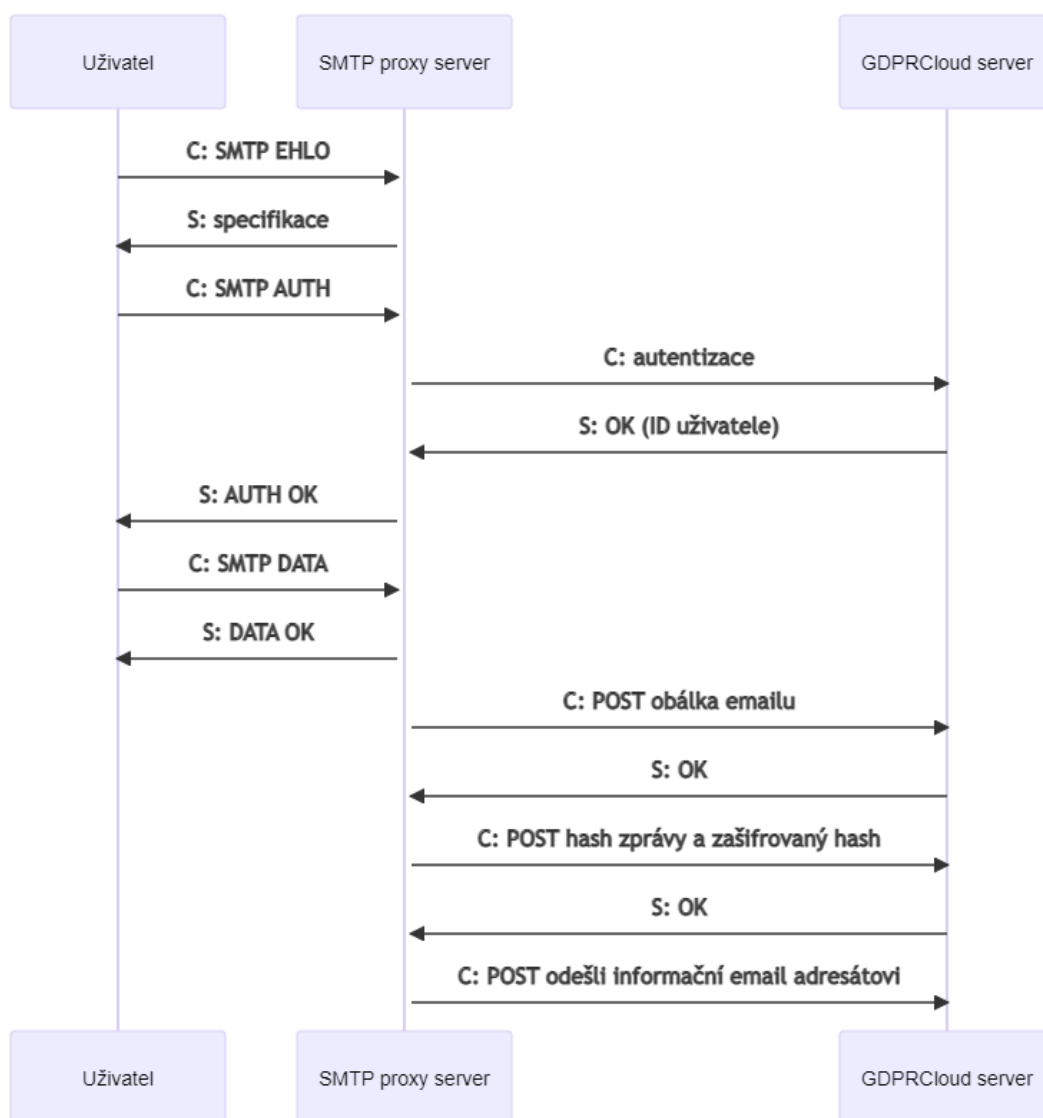 Uživatel
SMTP proxy server
GDPRCloud server
C: SMTP EHLO
S: specifikace
C: SMTP AUTH
C: autentizace
S: OK (ID uživatele)
S: AUTH OK
C: SMTP DATA
S: DATA OK
C: POST obálka emailu
S: OK
C: POST hash zprávy a zašifrovaný hash
S: OK
C: POST odešli informační email adresátovi
Uživatel
SMTP proxy server
GDPRCloud server